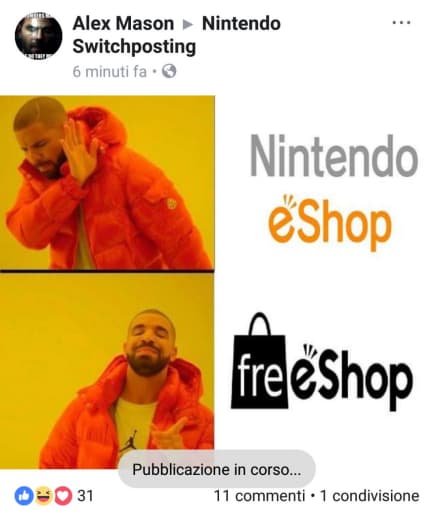 Alex Mason ▸ Nintendo
Switchposting
6 minuti fa •
Nintendo
eShop
freeShop
Pubblicazione in corso...
31
11 commenti • 1 condivisione